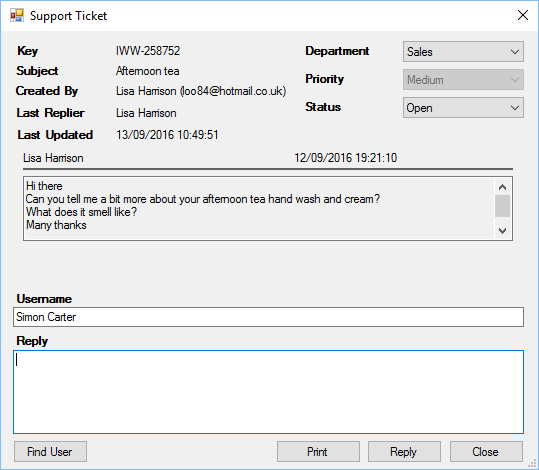 Support Ticket
Key IWW-258752 Department Sales
Subject Afternoon tea Priority Medium
Created By Lisa Harrison (loo84@hotmail.co.uk) Status Open
Last Replier Lisa Harrison
Last Updated 13/09/2016 10:49:51
Lisa Harrison 12/09/2016 19:21:10
Hi there
Can you tell me a bit more about your afternoon tea hand wash and cream?
What does it smell like?
Many thanks
Username
Simon Carter
Reply
Find User Print Reply Close